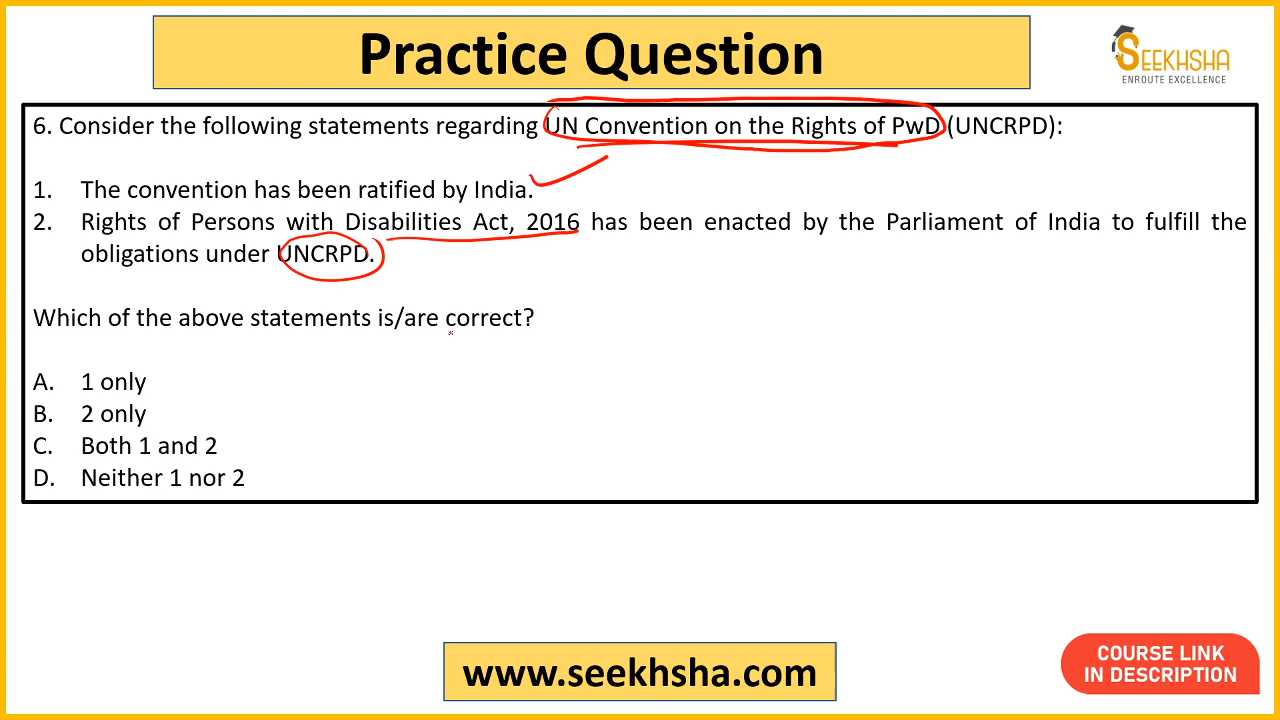 Practice Question
SEEKHSHA
ENROUTE EXCELLENCE
6. Consider the following statements regarding UN Convention on the Rights of PwD (UNCRPD):
1. The convention has been ratified by India.
2. Rights of Persons with Disabilities Act, 2016 has been enacted by the Parliament of India to fulfill the
obligations under UNCRPD.
Which of the above statements is/are correct?
A. 1 only
B. 2 only
C. Both 1 and 2
D. Neither 1 nor 2
www.seekhsha.com
COURSE LINK
IN DESCRIPTION